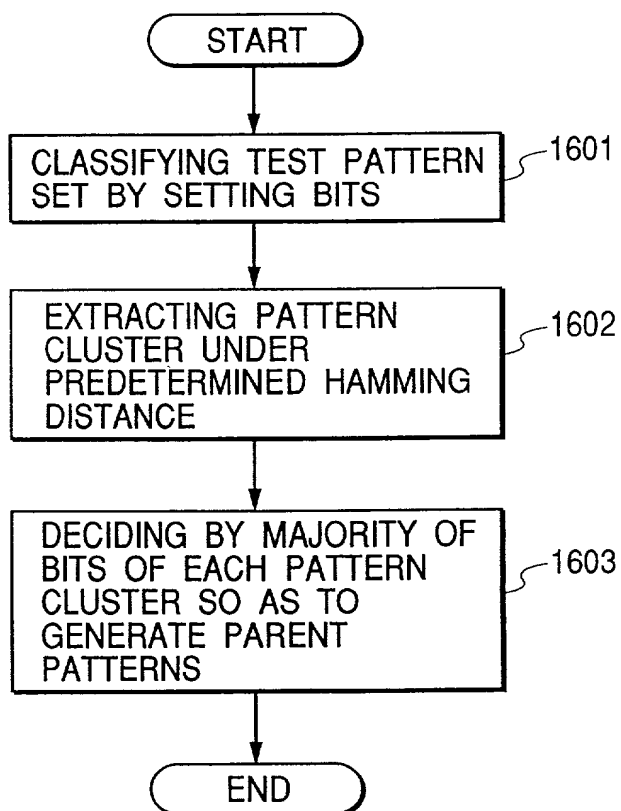 START
CLASSIFYING TEST PATTERN
SET BY SETTING BITS
1601
EXTRACTING PATTERN
CLUSTER UNDER
PREDETERMINED HAMMING
DISTANCE
1602
DECIDING BY MAJORITY OF
BITS OF EACH PATTERN
CLUSTER SO AS TO
GENERATE PARENT
PATTERNS
1603
END